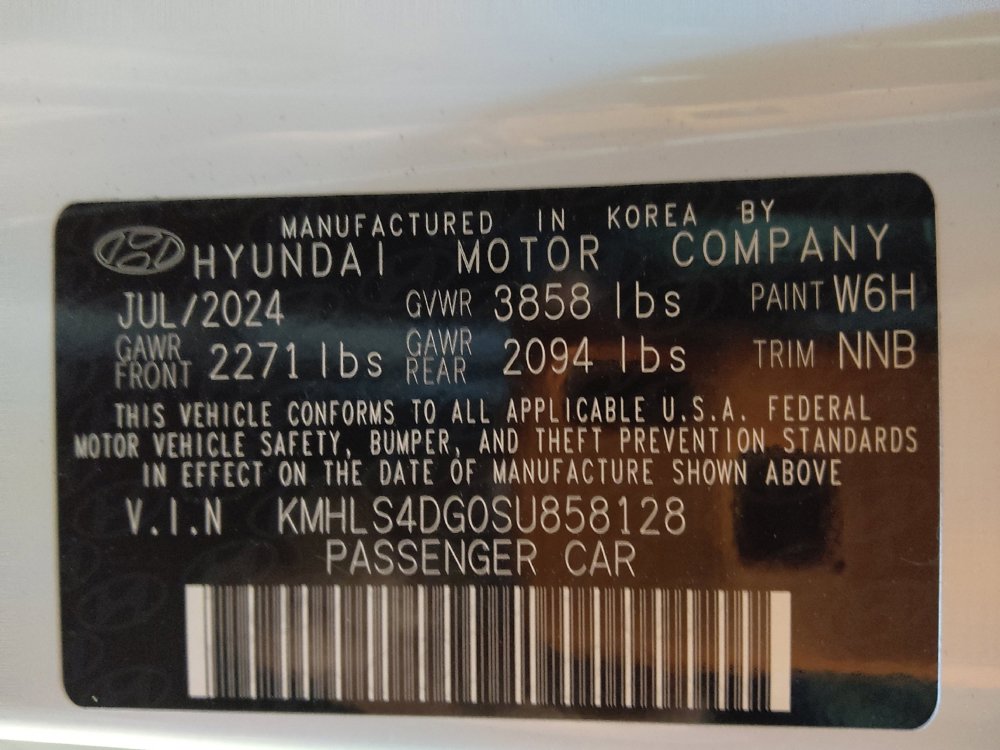 MANUFACTURED IN KOREA BY
HYUNDAI MOTOR COMPANY
JUL/2024 GVWR 3858 lbs PAINT W6H
GAWR FRONT 2271 lbs GAWR REAR 2094 lbs TRIM NNB
THIS VEHICLE CONFORMS TO ALL APPLICABLE U.S.A. FEDERAL
MOTOR VEHICLE SAFETY, BUMPER, AND THEFT PREVENTION STANDARDS
IN EFFECT ON THE DATE OF MANUFACTURE SHOWN ABOVE
V.I.N KMHLS4DG0SU858128
PASSENGER CAR